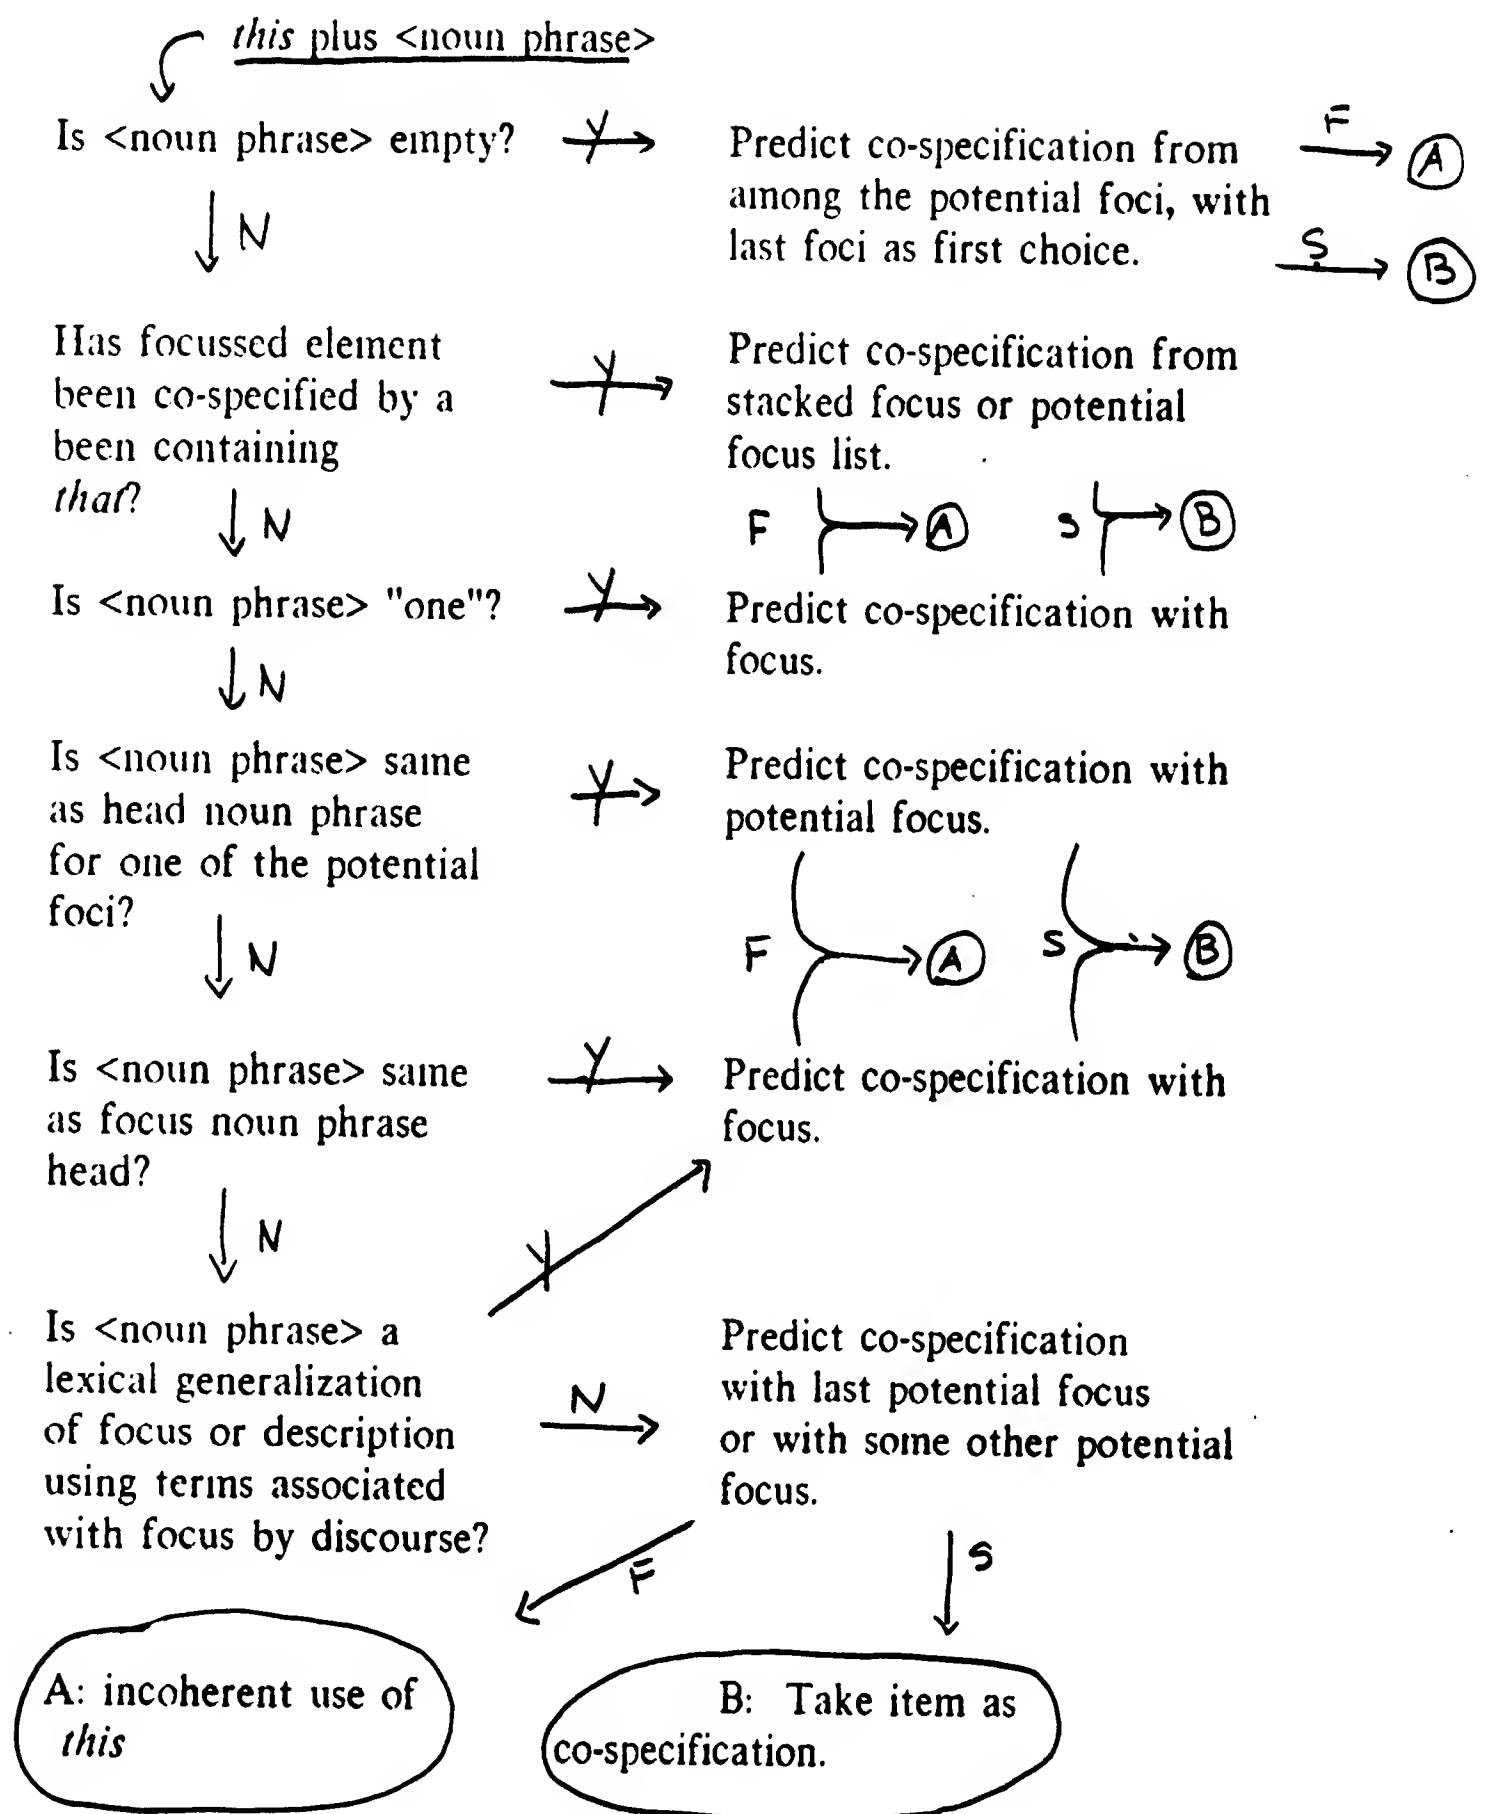 this plus <noun phrase>
Is <noun phrase> empty?
Y
Predict co-specification from
among the potential foci, with
last foci as first choice.
F
A
S
B
N
Has focussed element
been co-specified by a
been containing
that?
Y
Predict co-specification from
stacked focus or potential
focus list.
N
F
A
S
B
Is <noun phrase> "one"?
Y
Predict co-specification with
focus.
N
Is <noun phrase> same
as head noun phrase
for one of the potential
foci?
Y
Predict co-specification with
potential focus.
N
F
A
S
B
Is <noun phrase> same
as focus noun phrase
head?
Y
Predict co-specification with
focus.
N
Y
Is <noun phrase> a
lexical generalization
of focus or description
using terms associated
with focus by discourse?
N
Predict co-specification
with last potential focus
or with some other potential
focus.
F
S
A: incoherent use of
this
B: Take item as
co-specification.